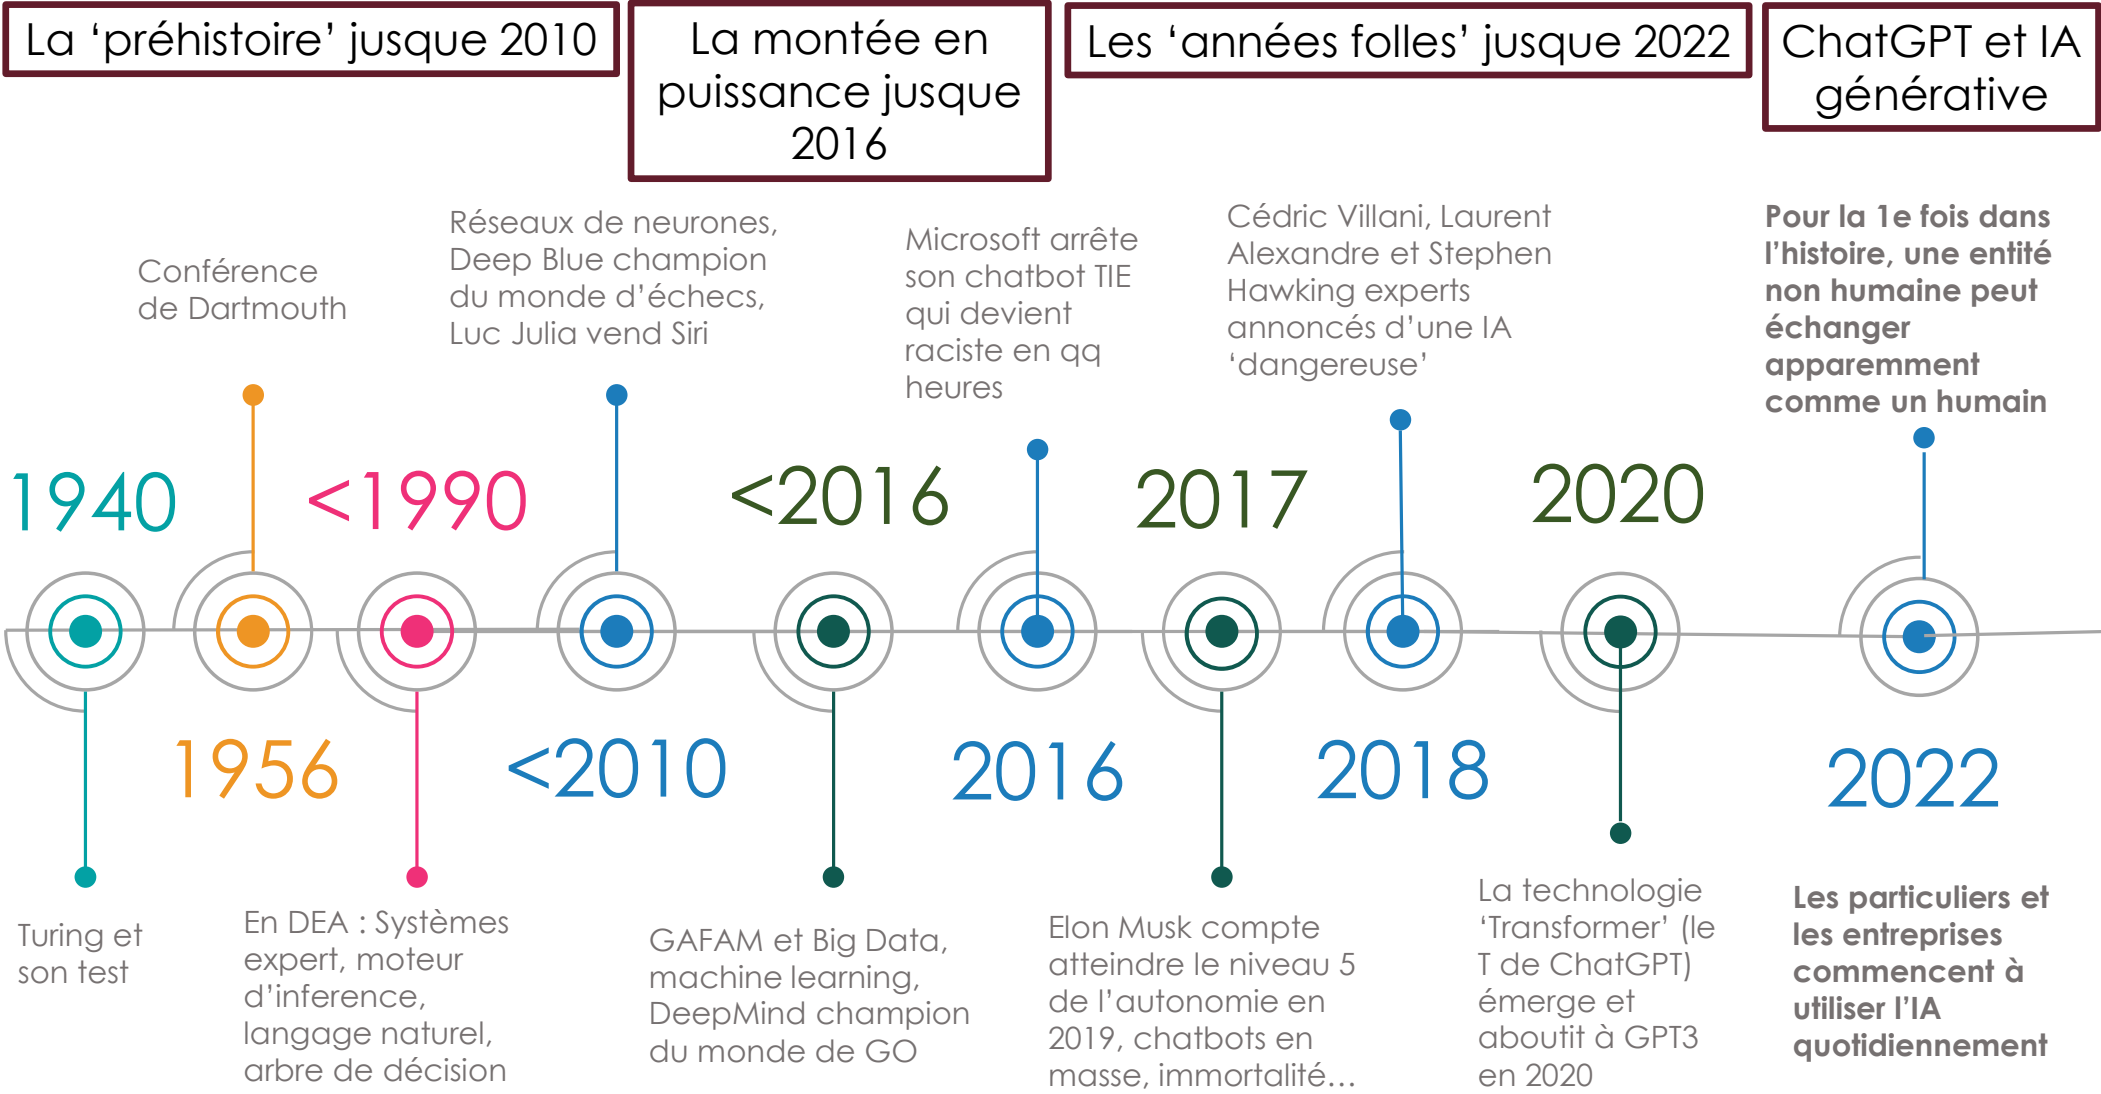 La ‘préhistoire’ jusque 2010
La montée en
puissance jusque
2016
Les ‘années folles’ jusque 2022
ChatGPT et IA
générative
Conférence
de Dartmouth
Réseaux de neurones,
Deep Blue champion
du monde d’échecs,
Luc Julia vend Siri
Microsoft arrête
son chatbot TIE
qui devient
raciste en qq
heures
Cédric Villani, Laurent
Alexandre et Stephen
Hawking experts
annoncés d’une IA
‘dangereuse’
Pour la 1e fois dans
l’histoire, une entité
non humaine peut
échanger
apparemment
comme un humain
1940
<1990
<2016
2017
2020
1956
<2010
2016
2018
2022
Turing et
son test
En DEA : Systèmes
expert, moteur
d’inference,
langage naturel,
arbre de décision
GAFAM et Big Data,
machine learning,
DeepMind champion
du monde de GO
Elon Musk compte
atteindre le niveau 5
de l’autonomie en
2019, chatbots en
masse, immortalité…
La technologie
‘Transformer’ (le
T de ChatGPT)
émerge et
aboutit à GPT3
en 2020
Les particuliers et
les entreprises
commencent à
utiliser l’IA
quotidiennement